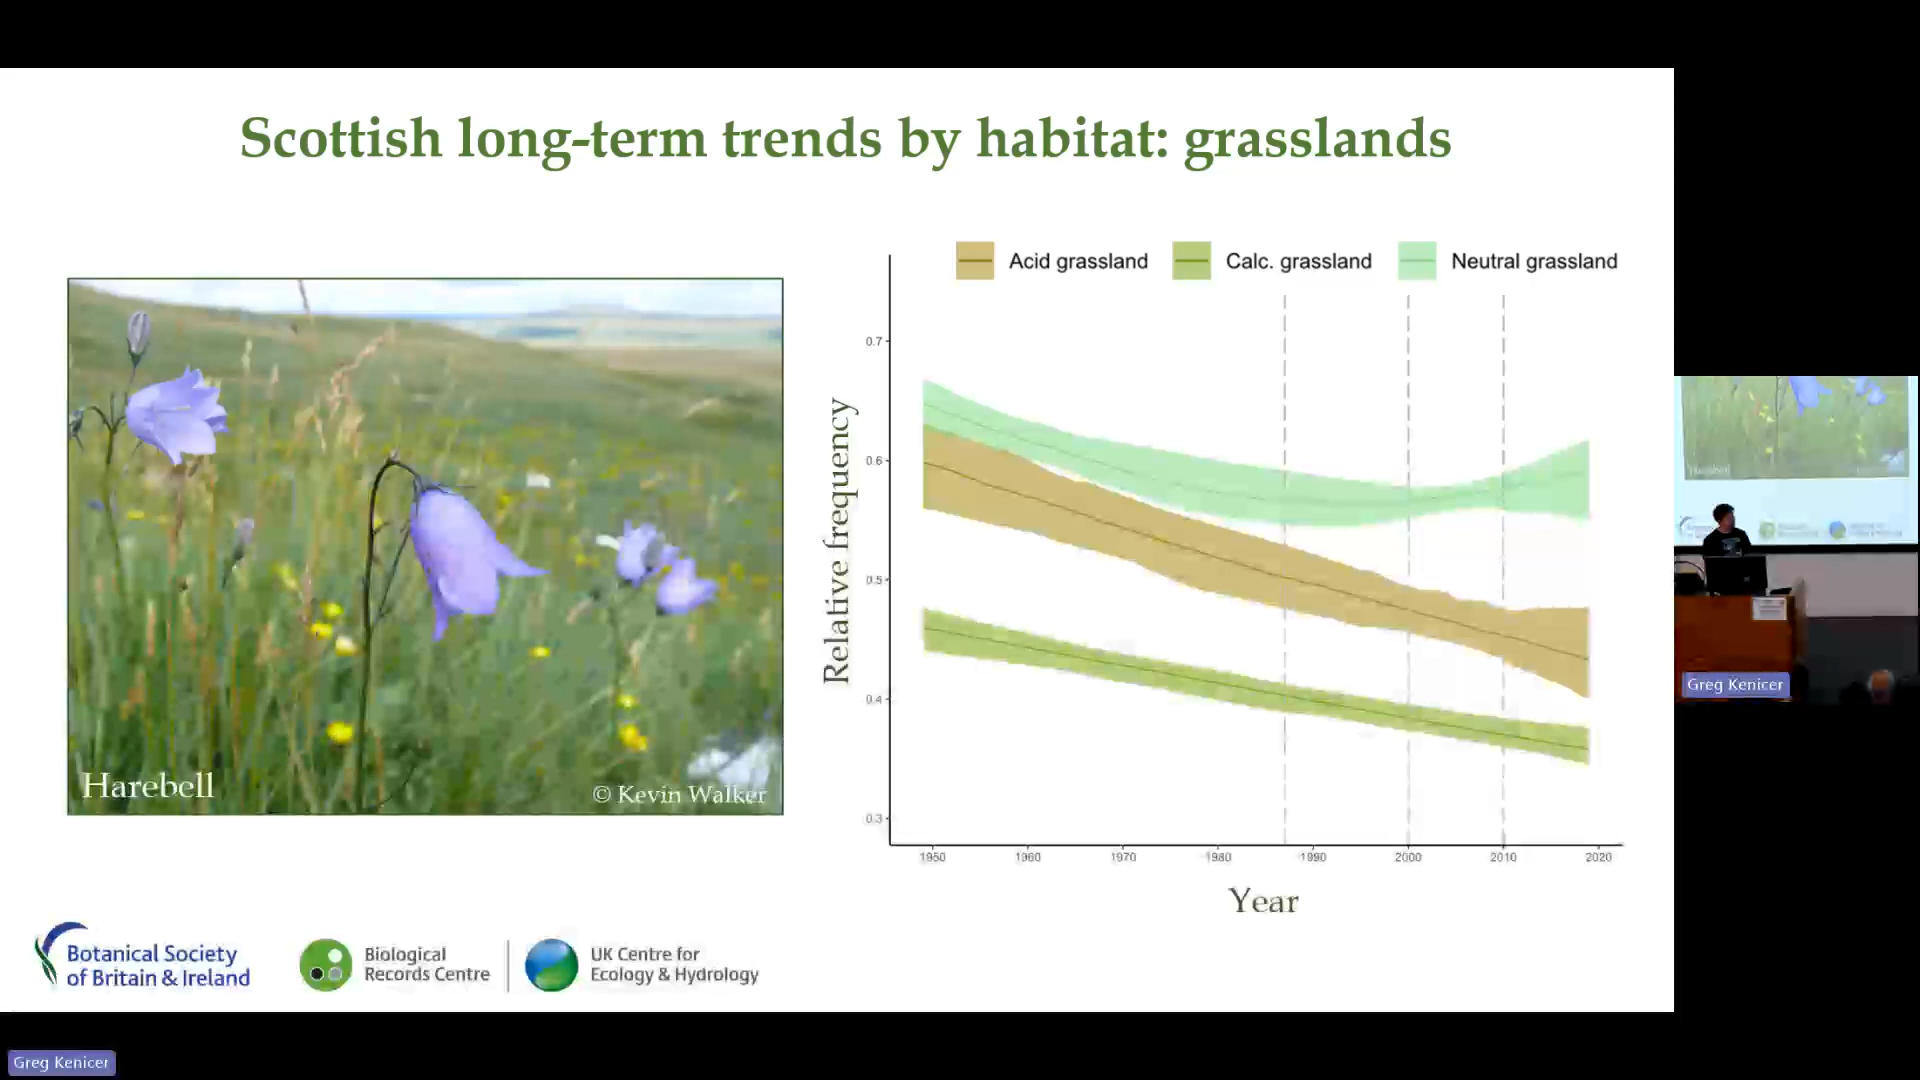 Scottish long-term trends by habitat: grasslands
Acid grassland
Calc. grassland
Neutral grassland
0.7
0.6
0.5
0.4
0.3
Relative frequency
1950
1960
1970
1980
1990
2000
2010
2020
Year
Harebell
© Kevin Walker
Botanical Society
of Britain & Ireland
Biological
Records Centre
UK Centre for
Ecology & Hydrology
Harebell
Greg Kenicer
Greg Kenicer